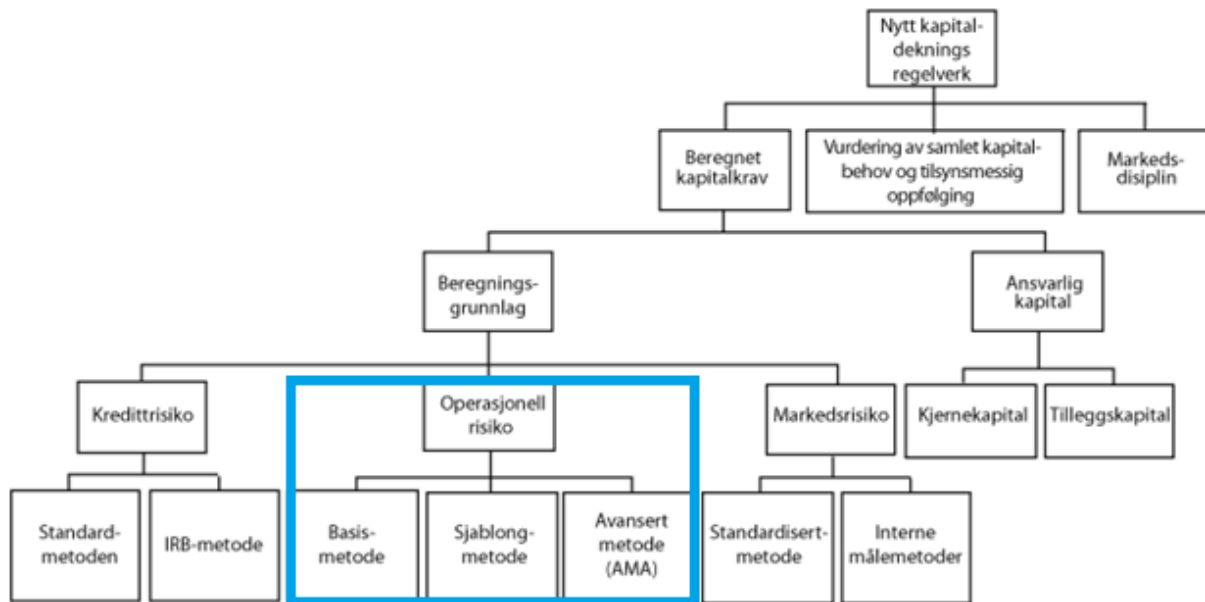 Nytt kapital-
deknings
regelverk
Beregnet
kapitalkrav
Vurdering av samlet kapital-
behov og tilsynsmessig
oppfølging
Markeds-
disiplin
Beregnings-
grunnlag
Ansvarlig
kapital
Kredittrisiko
Operasjonell
risiko
Markedsrisiko
Kjernekapital
Tilleggskapital
Standard-
metoden
IRB-metode
Basis-
metode
Sjablong-
metode
Avansert
metode
(AMA)
Standardisert-
metode
Interne
målemetoder